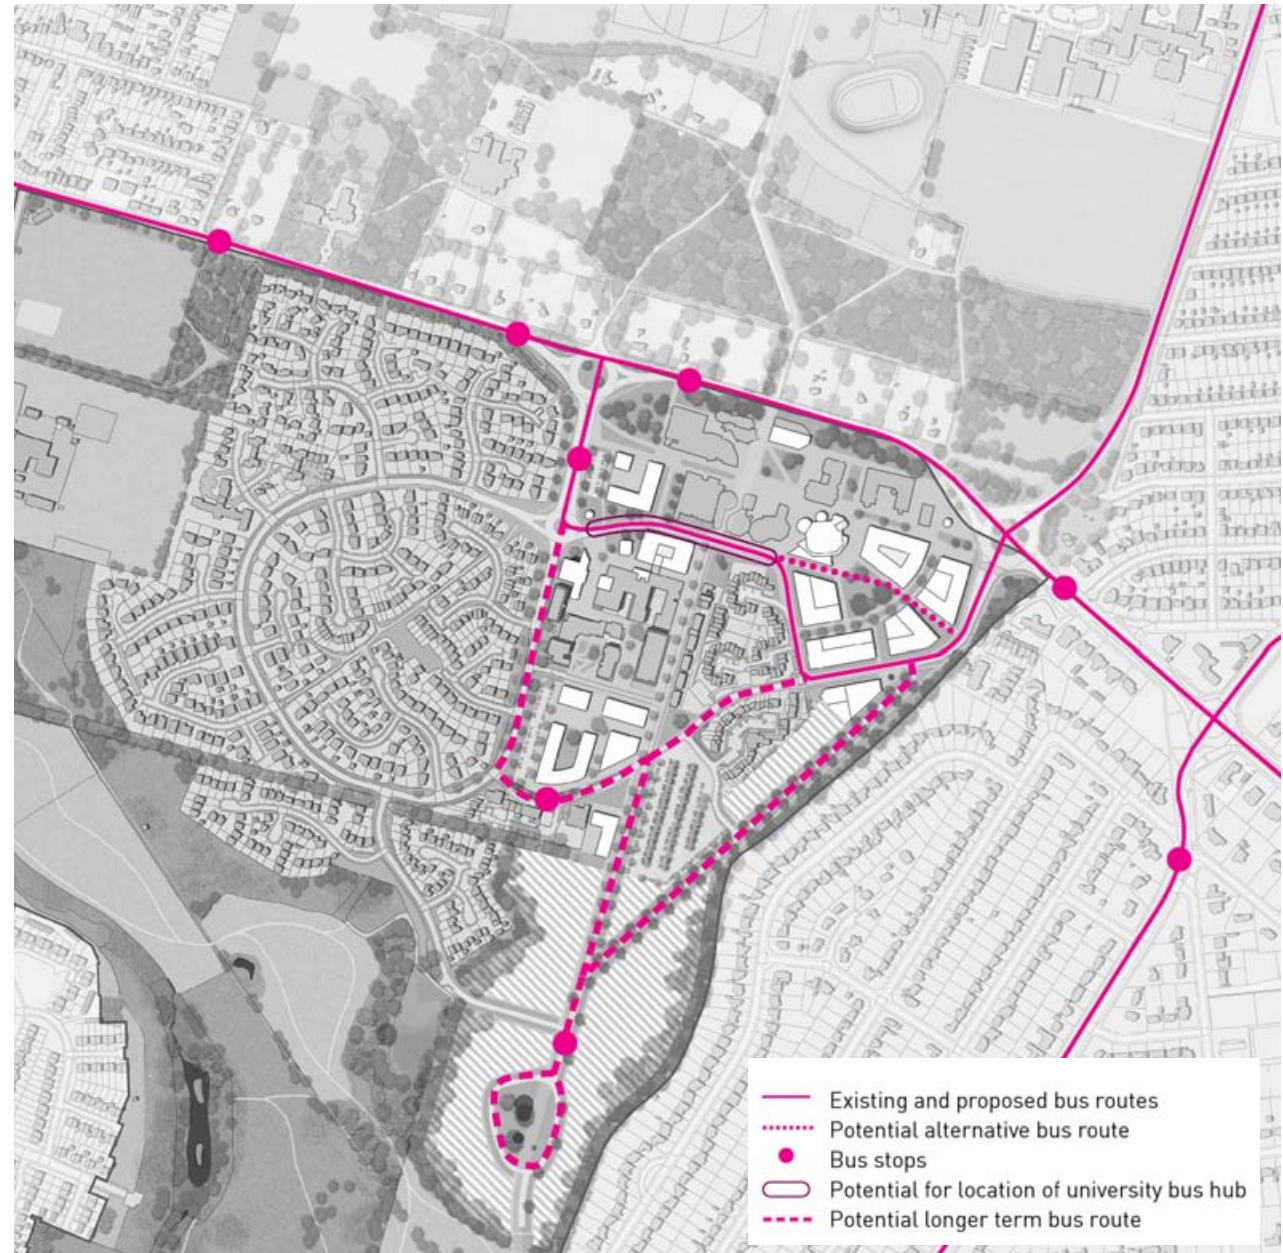 Existing and proposed bus routes
Potential alternative bus route
Bus stops
Potential for location of university bus hub
Potential longer term bus route